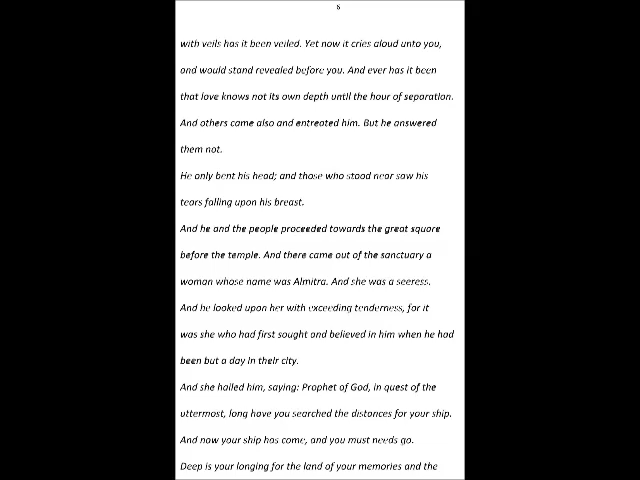 6
with veils has it been veiled. Yet now it cries aloud unto you,
and would stand revealed before you. And ever has it been
that love knows not its own depth until the hour of separation.
And others came also and entreated him. But he answered
them not.
He only bent his head; and those who stood near saw his
tears falling upon his breast.
And he and the people proceeded towards the great square
before the temple. And there came out of the sanctuary a
woman whose name was Almitra. And she was a seeress.
And he looked upon her with exceeding tenderness, for it
was she who had first sought and believed in him when he had
been but a day in their city.
And she hailed him, saying: Prophet of God, in quest of the
uttermost, long have you searched the distances for your ship.
And now your ship has come, and you must needs go.
Deep is your longing for the land of your memories and the